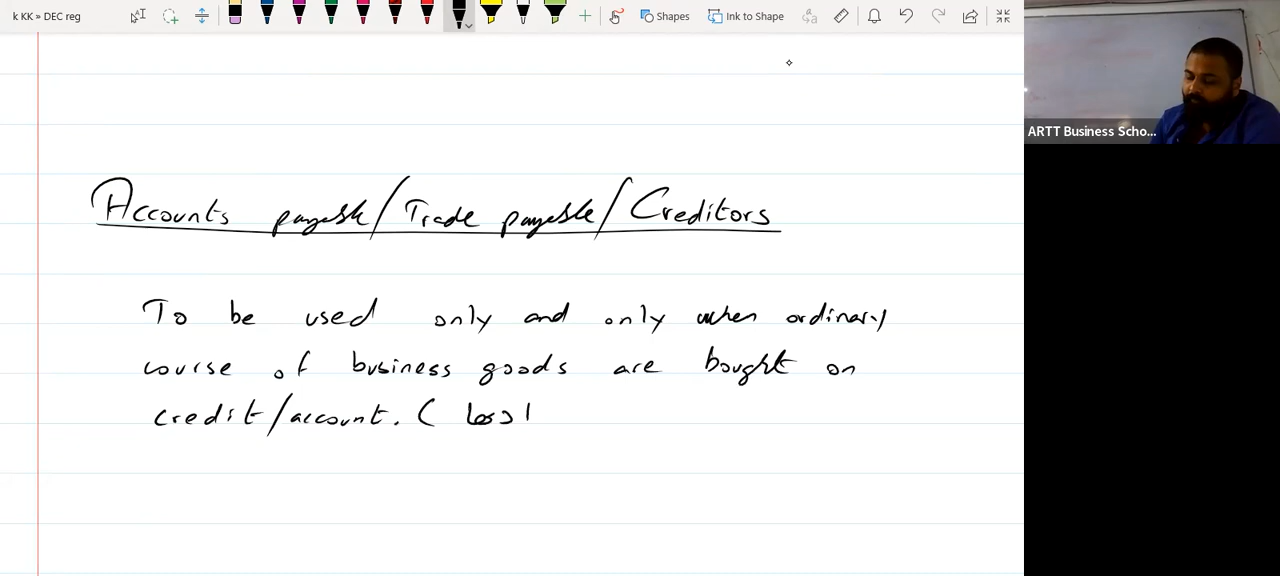 k KK » DEC reg
Shapes
Ink to Shape
ARTT Business Scho...
Accounts payable/Trade payable/Creditors
To be used only and only when ordinary
course of business goods are bought on
credit/account. (